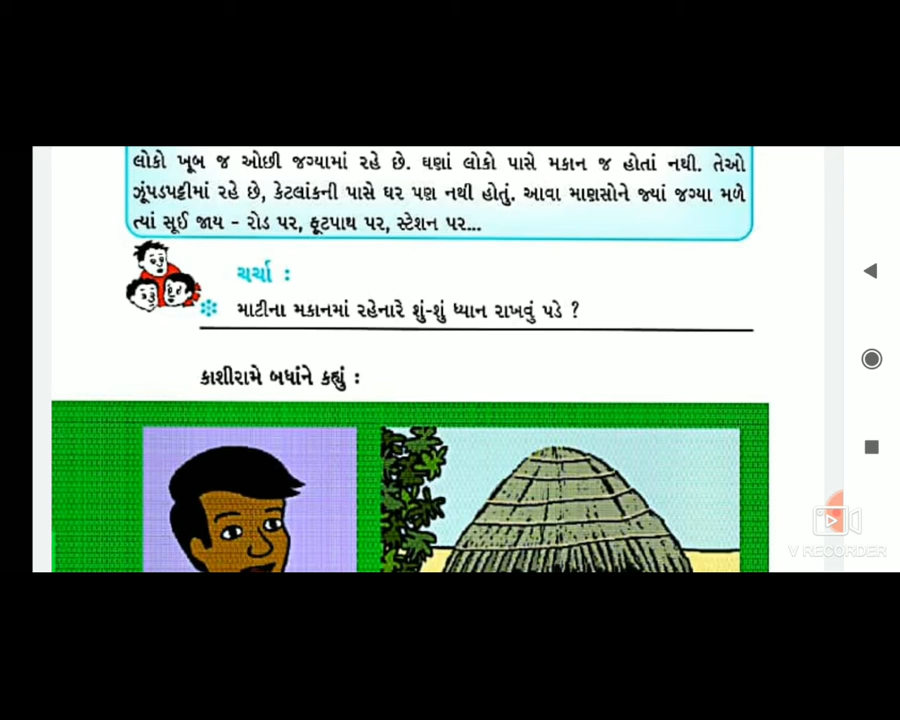 લોકો ખૂબ જ ઓછી જગ્યામાં રહે છે. ઘણાં લોકો પાસે મકાન જ હોતાં નથી. તેઓ
ઝૂંપડપટ્ટીમાં રહે છે, કેટલાંકની પાસે ઘર પણ નથી હોતું. આવા માણસોને જ્યાં જગ્યા મળે
ત્યાં સૂઈ જાય - રોડ પર, ફૂટપાથ પર, સ્ટેશન પર...
ચર્ચા :
માટીના મકાનમાં રહેનારે શું-શું ધ્યાન રાખવું પડે ?
કાશીરામે બધાંને કહ્યું :
V RECORDER